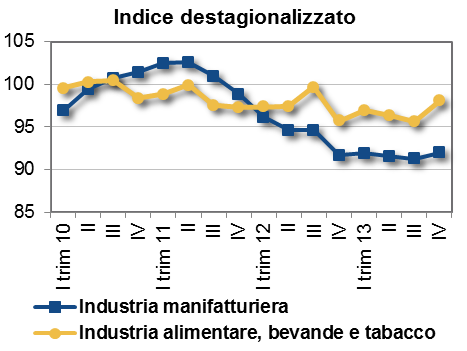 Indice destagionalizzato
105
100
95
90
85
I trim 10
II
III
IV
I trim 11
II
III
IV
I trim 12
II
III
IV
I trim 13
II
III
IV
Industria manifatturiera
Industria alimentare, bevande e tabacco